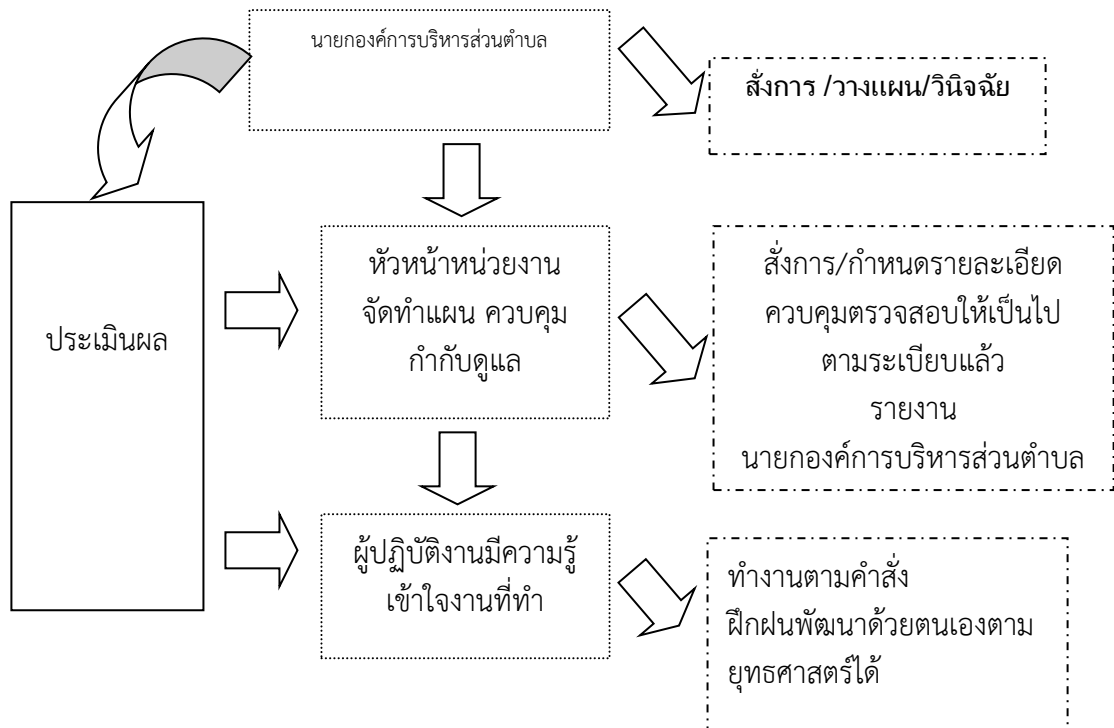 นายกองค์การบริหารส่วนตำบล
สั่งการ /วางแผน/วินิจฉัย
ประเมินผล
หัวหน้าหน่วยงาน
จัดทำแผน ควบคุม
กำกับดูแล
สั่งการ/กำหนดรายละเอียด
ควบคุมตรวจสอบให้เป็นไป
ตามระเบียบแล้ว
รายงาน
นายกองค์การบริหารส่วนตำบล
ผู้ปฏิบัติงานมีความรู้
เข้าใจงานที่ทำ
ทำงานตามคำสั่ง
ฝึกฝนพัฒนาด้วยตนเองตาม
ยุทธศาสตร์ได้